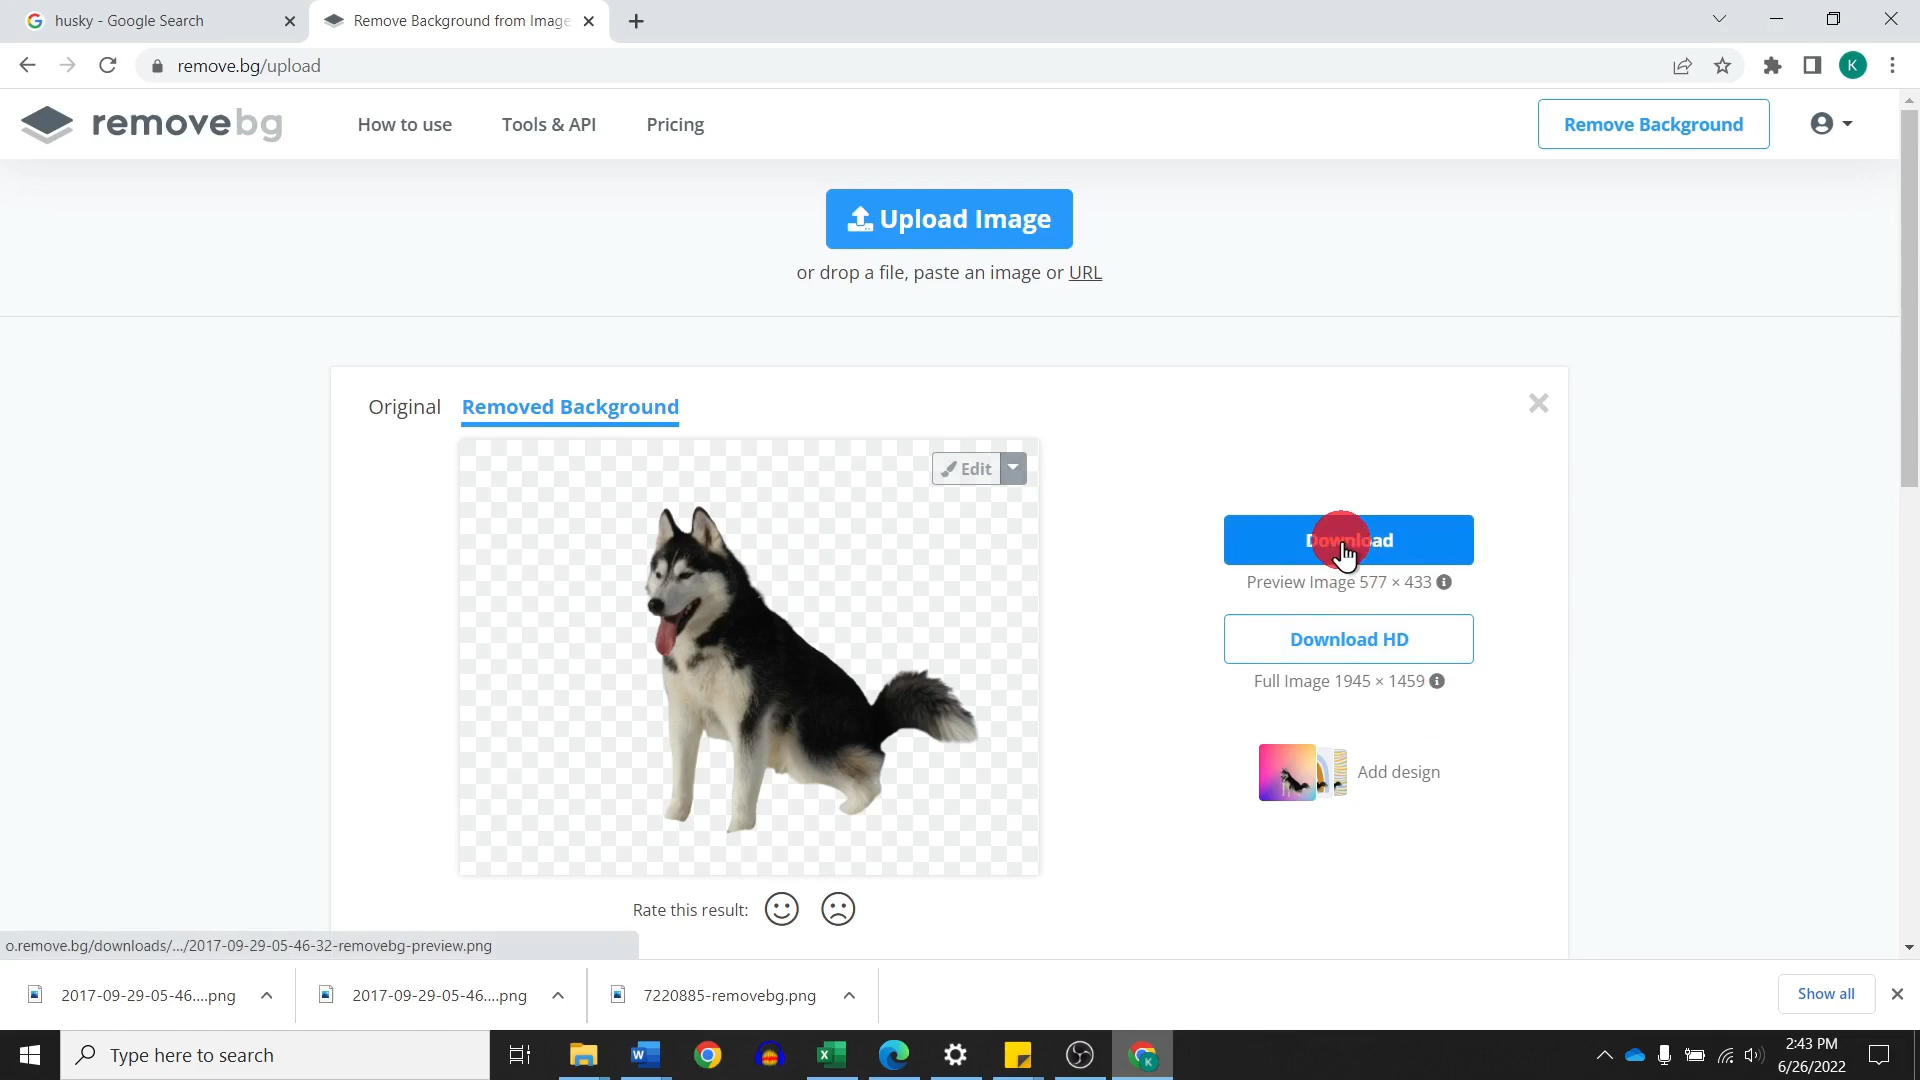 husky - Google Search
Remove Background from Image
remove.bg/upload
K
removebg
How to use
Tools & API
Pricing
Remove Background
Upload Image
or drop a file, paste an image or URL
Original
Removed Background
Edit
Download
Preview Image 577 × 433
Download HD
Full Image 1945 × 1459
Add design
Rate this result:
o.remove.bg/downloads/.../2017-09-29-05-46-32-removebg-preview.png
2017-09-29-05-46....png
2017-09-29-05-46....png
7220885-removebg.png
Show all
Type here to search
2:43 PM
6/26/2022